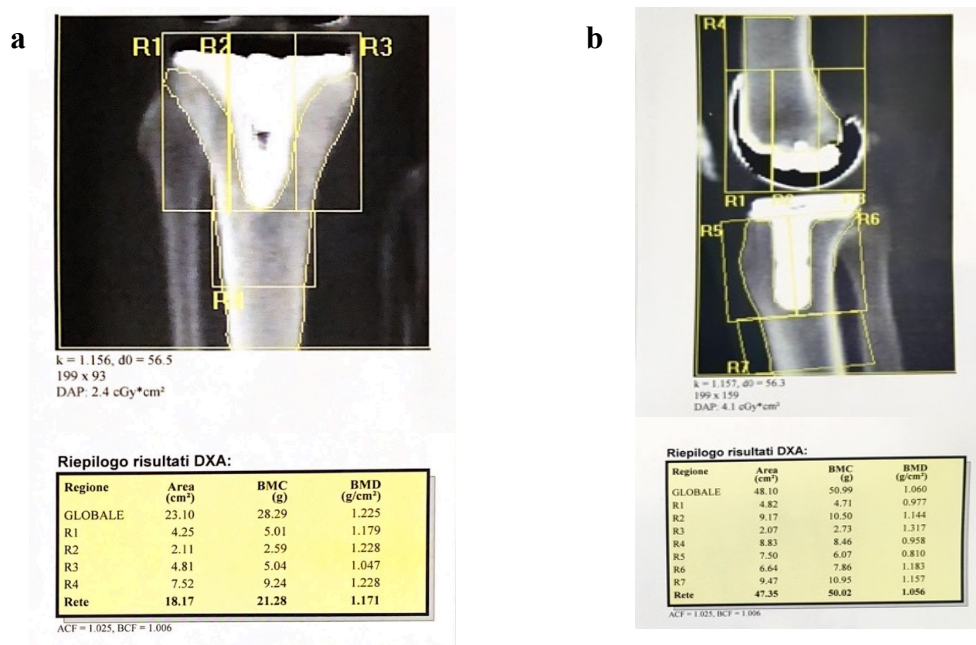 a
R1 R2 R3
R4
k = 1.156, d0 = 56.5
199 x 93
DAP: 2.4 cGy*cm²
Riepilogo risultati DXA:
Regione Area (cm²) BMC (g) BMD (g/cm²)
GLOBALE 23.10 28.29 1.225
R1 4.25 5.01 1.179
R2 2.11 2.59 1.228
R3 4.81 5.04 1.047
R4 7.52 9.24 1.228
Rete 18.17 21.28 1.171
ACF = 1.025, BCF = 1.006
b
R4
R1 R2 R3
R5 R6
R7
k = 1.157, d0 = 56.3
199 x 159
DAP: 4.1 cGy*cm²
Riepilogo risultati DXA:
Regione Area (cm²) BMC (g) BMD (g/cm²)
GLOBALE 48.10 50.99 1.060
R1 4.82 4.71 0.977
R2 9.17 10.50 1.144
R3 2.07 2.73 1.317
R4 8.83 8.46 0.958
R5 7.50 6.07 0.810
R6 6.64 7.86 1.183
R7 9.47 10.95 1.157
Rete 47.35 50.02 1.056
ACF = 1.025, BCF = 1.006